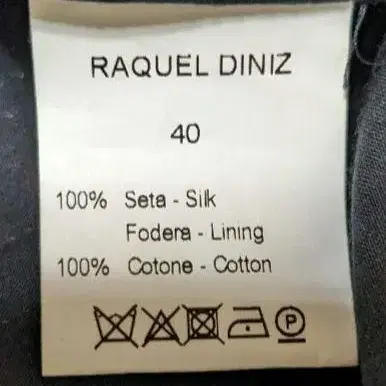 RAQUEL DINIZ
40
100% Seta - Silk
Fodera - Lining
100% Cotone - Cotton
P